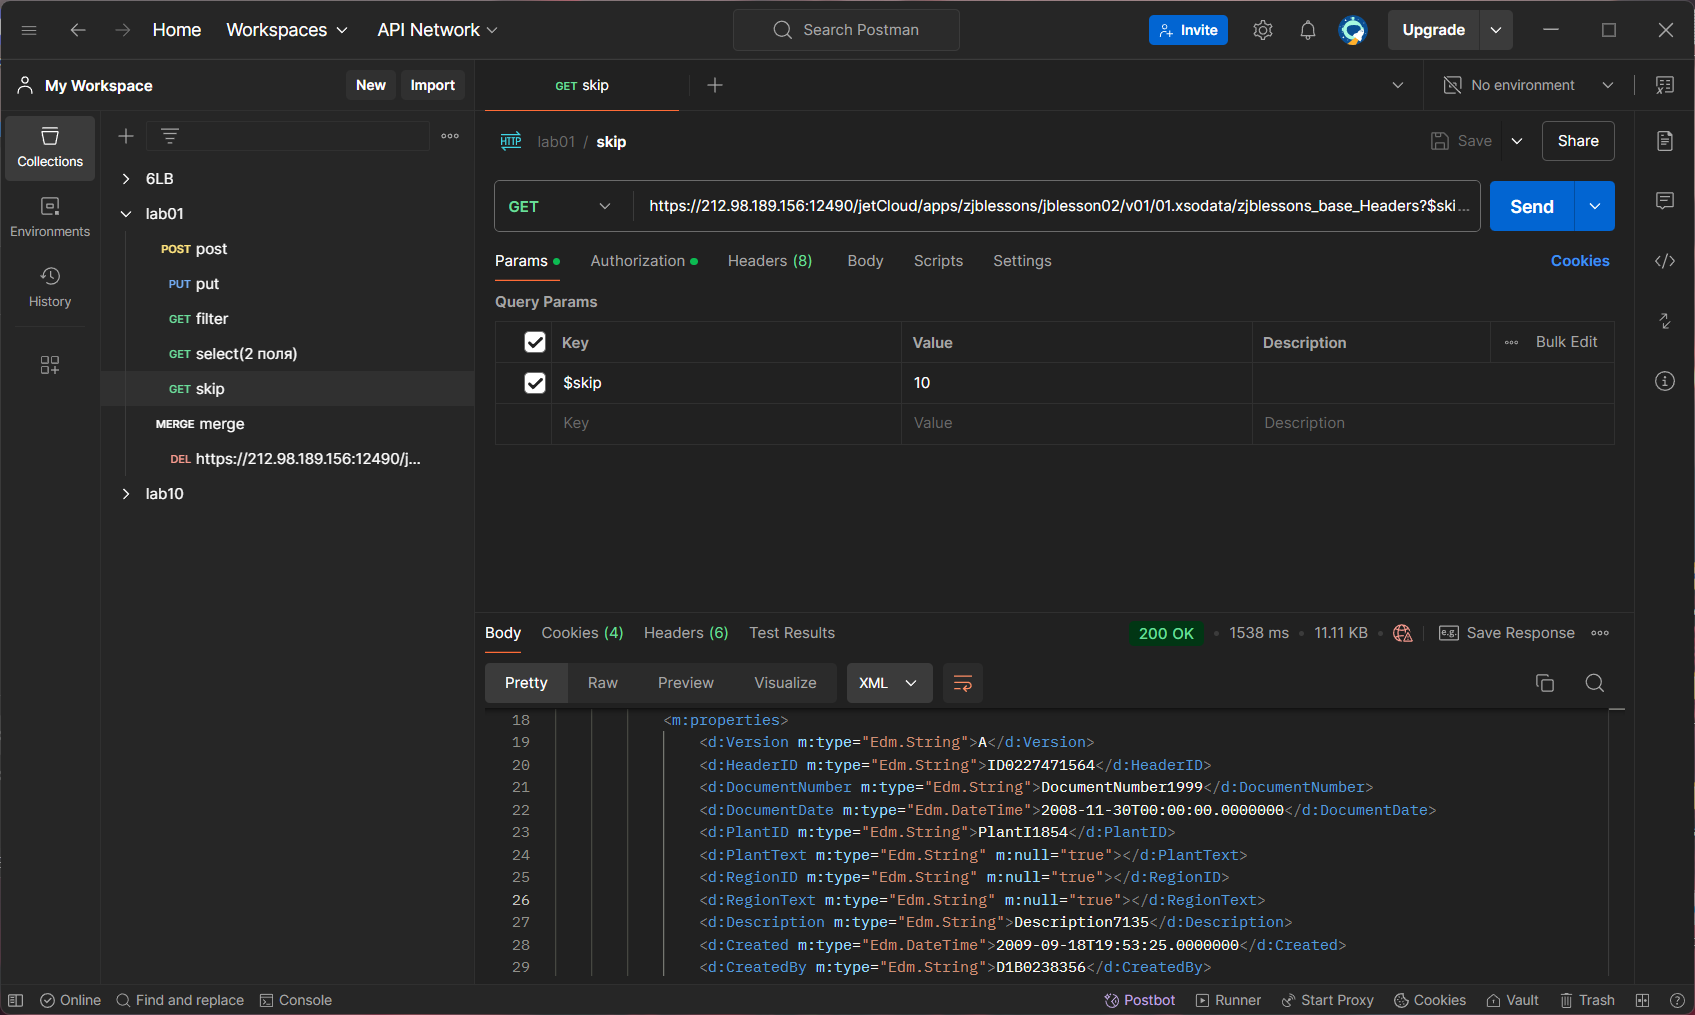 Home Workspaces API Network Search Postman Invite Upgrade
My Workspace New Import GET skip No environment
Collections
Environments
History
6LB
lab01
POST post
PUT put
GET filter
GET select(2 поля)
GET skip
MERGE merge
DEL https://212.98.189.156:12490/j...
lab10
HTTP lab01 / skip Save Share
GET https://212.98.189.156:12490/jetCloud/apps/zjblessons/jblesson02/v01/01.xsodata/zjblessons_base_Headers?$ski... Send
Params Authorization Headers (8) Body Scripts Settings Cookies
Query Params
Key Value Description Bulk Edit
$skip 10
Key Value Description
Body Cookies (4) Headers (6) Test Results 200 OK 1538 ms 11.11 KB e.g. Save Response
Pretty Raw Preview Visualize XML
18 <m:properties>
19 <d:Version m:type="Edm.String">A</d:Version>
20 <d:HeaderID m:type="Edm.String">ID0227471564</d:HeaderID>
21 <d:DocumentNumber m:type="Edm.String">DocumentNumber1999</d:DocumentNumber>
22 <d:DocumentDate m:type="Edm.DateTime">2008-11-30T00:00:00.0000000</d:DocumentDate>
23 <d:PlantID m:type="Edm.String">PlantI1854</d:PlantID>
24 <d:PlantText m:type="Edm.String" m:null="true"></d:PlantText>
25 <d:RegionID m:type="Edm.String" m:null="true"></d:RegionID>
26 <d:RegionText m:type="Edm.String" m:null="true"></d:RegionText>
27 <d:Description m:type="Edm.String">Description7135</d:Description>
28 <d:Created m:type="Edm.DateTime">2009-09-18T19:53:25.0000000</d:Created>
29 <d:CreatedBy m:type="Edm.String">D1B0238356</d:CreatedBy>
Online Find and replace Console Postbot Runner Start Proxy Cookies Vault Trash